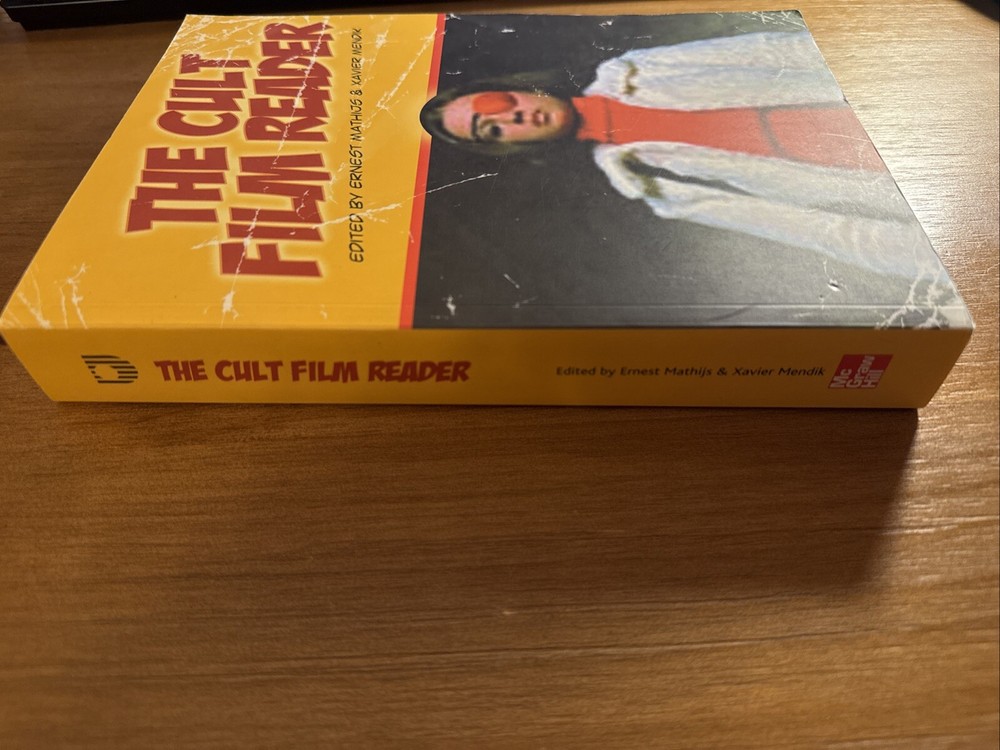 THE CULT
FILM READER
EDITED BY ERNEST MATHIJS & XAVIER MENDIK
THE CULT FILM READER
Edited by Ernest Mathijs & Xavier Mendik
Mc
Graw
Hill